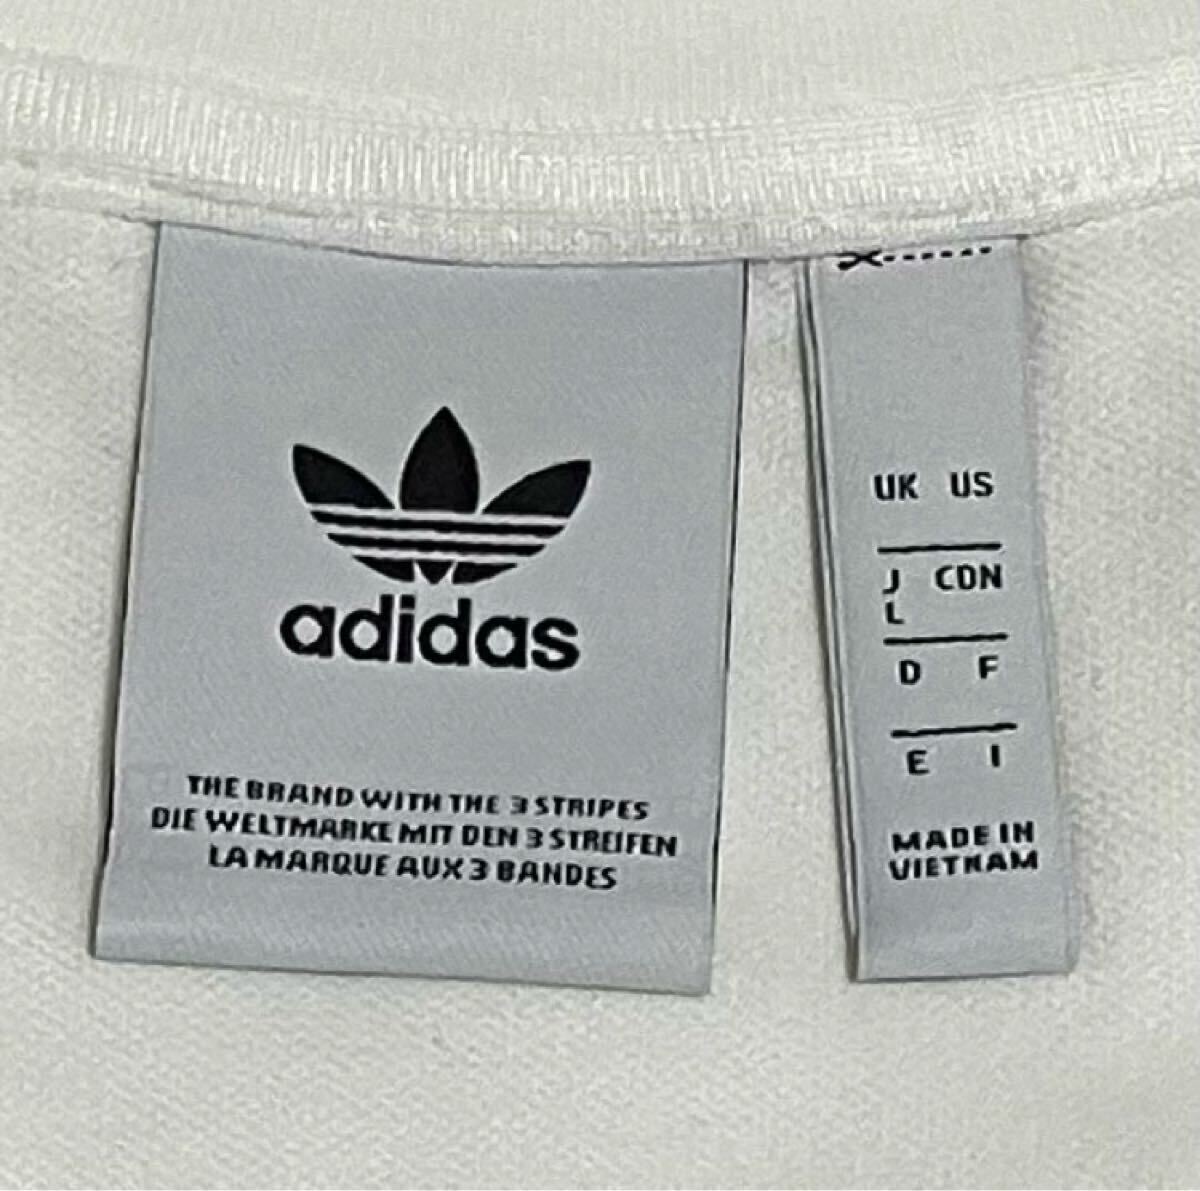 adidas
THE BRAND WITH THE 3 STRIPES
DIE WELTMARKE MIT DEN 3 STREIFEN
LA MARQUE AUX 3 BANDES
UK US
J CDN
L
D F
E I
MADE IN
VIETNAM